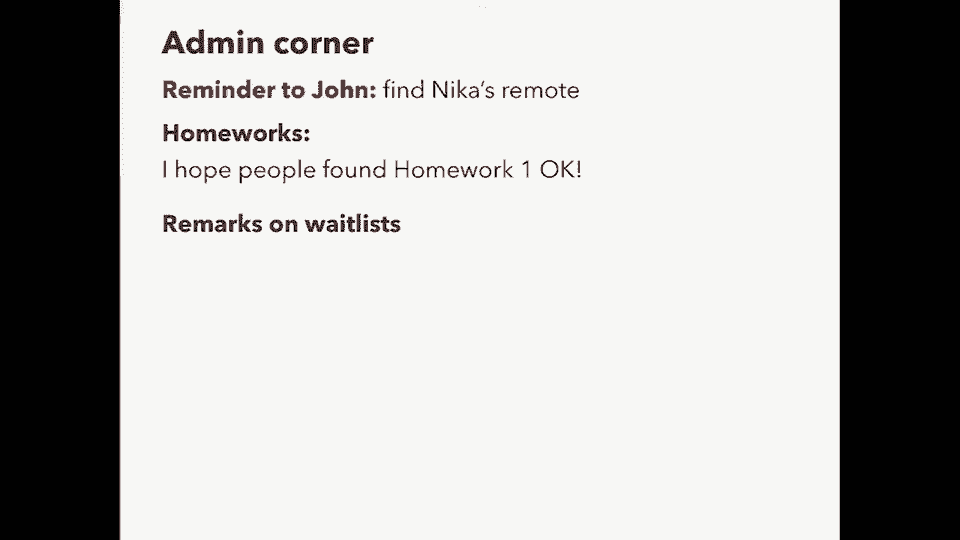 Admin corner
Reminder to John: find Nika’s remote
Homeworks:
I hope people found Homework 1 OK!
Remarks on waitlists